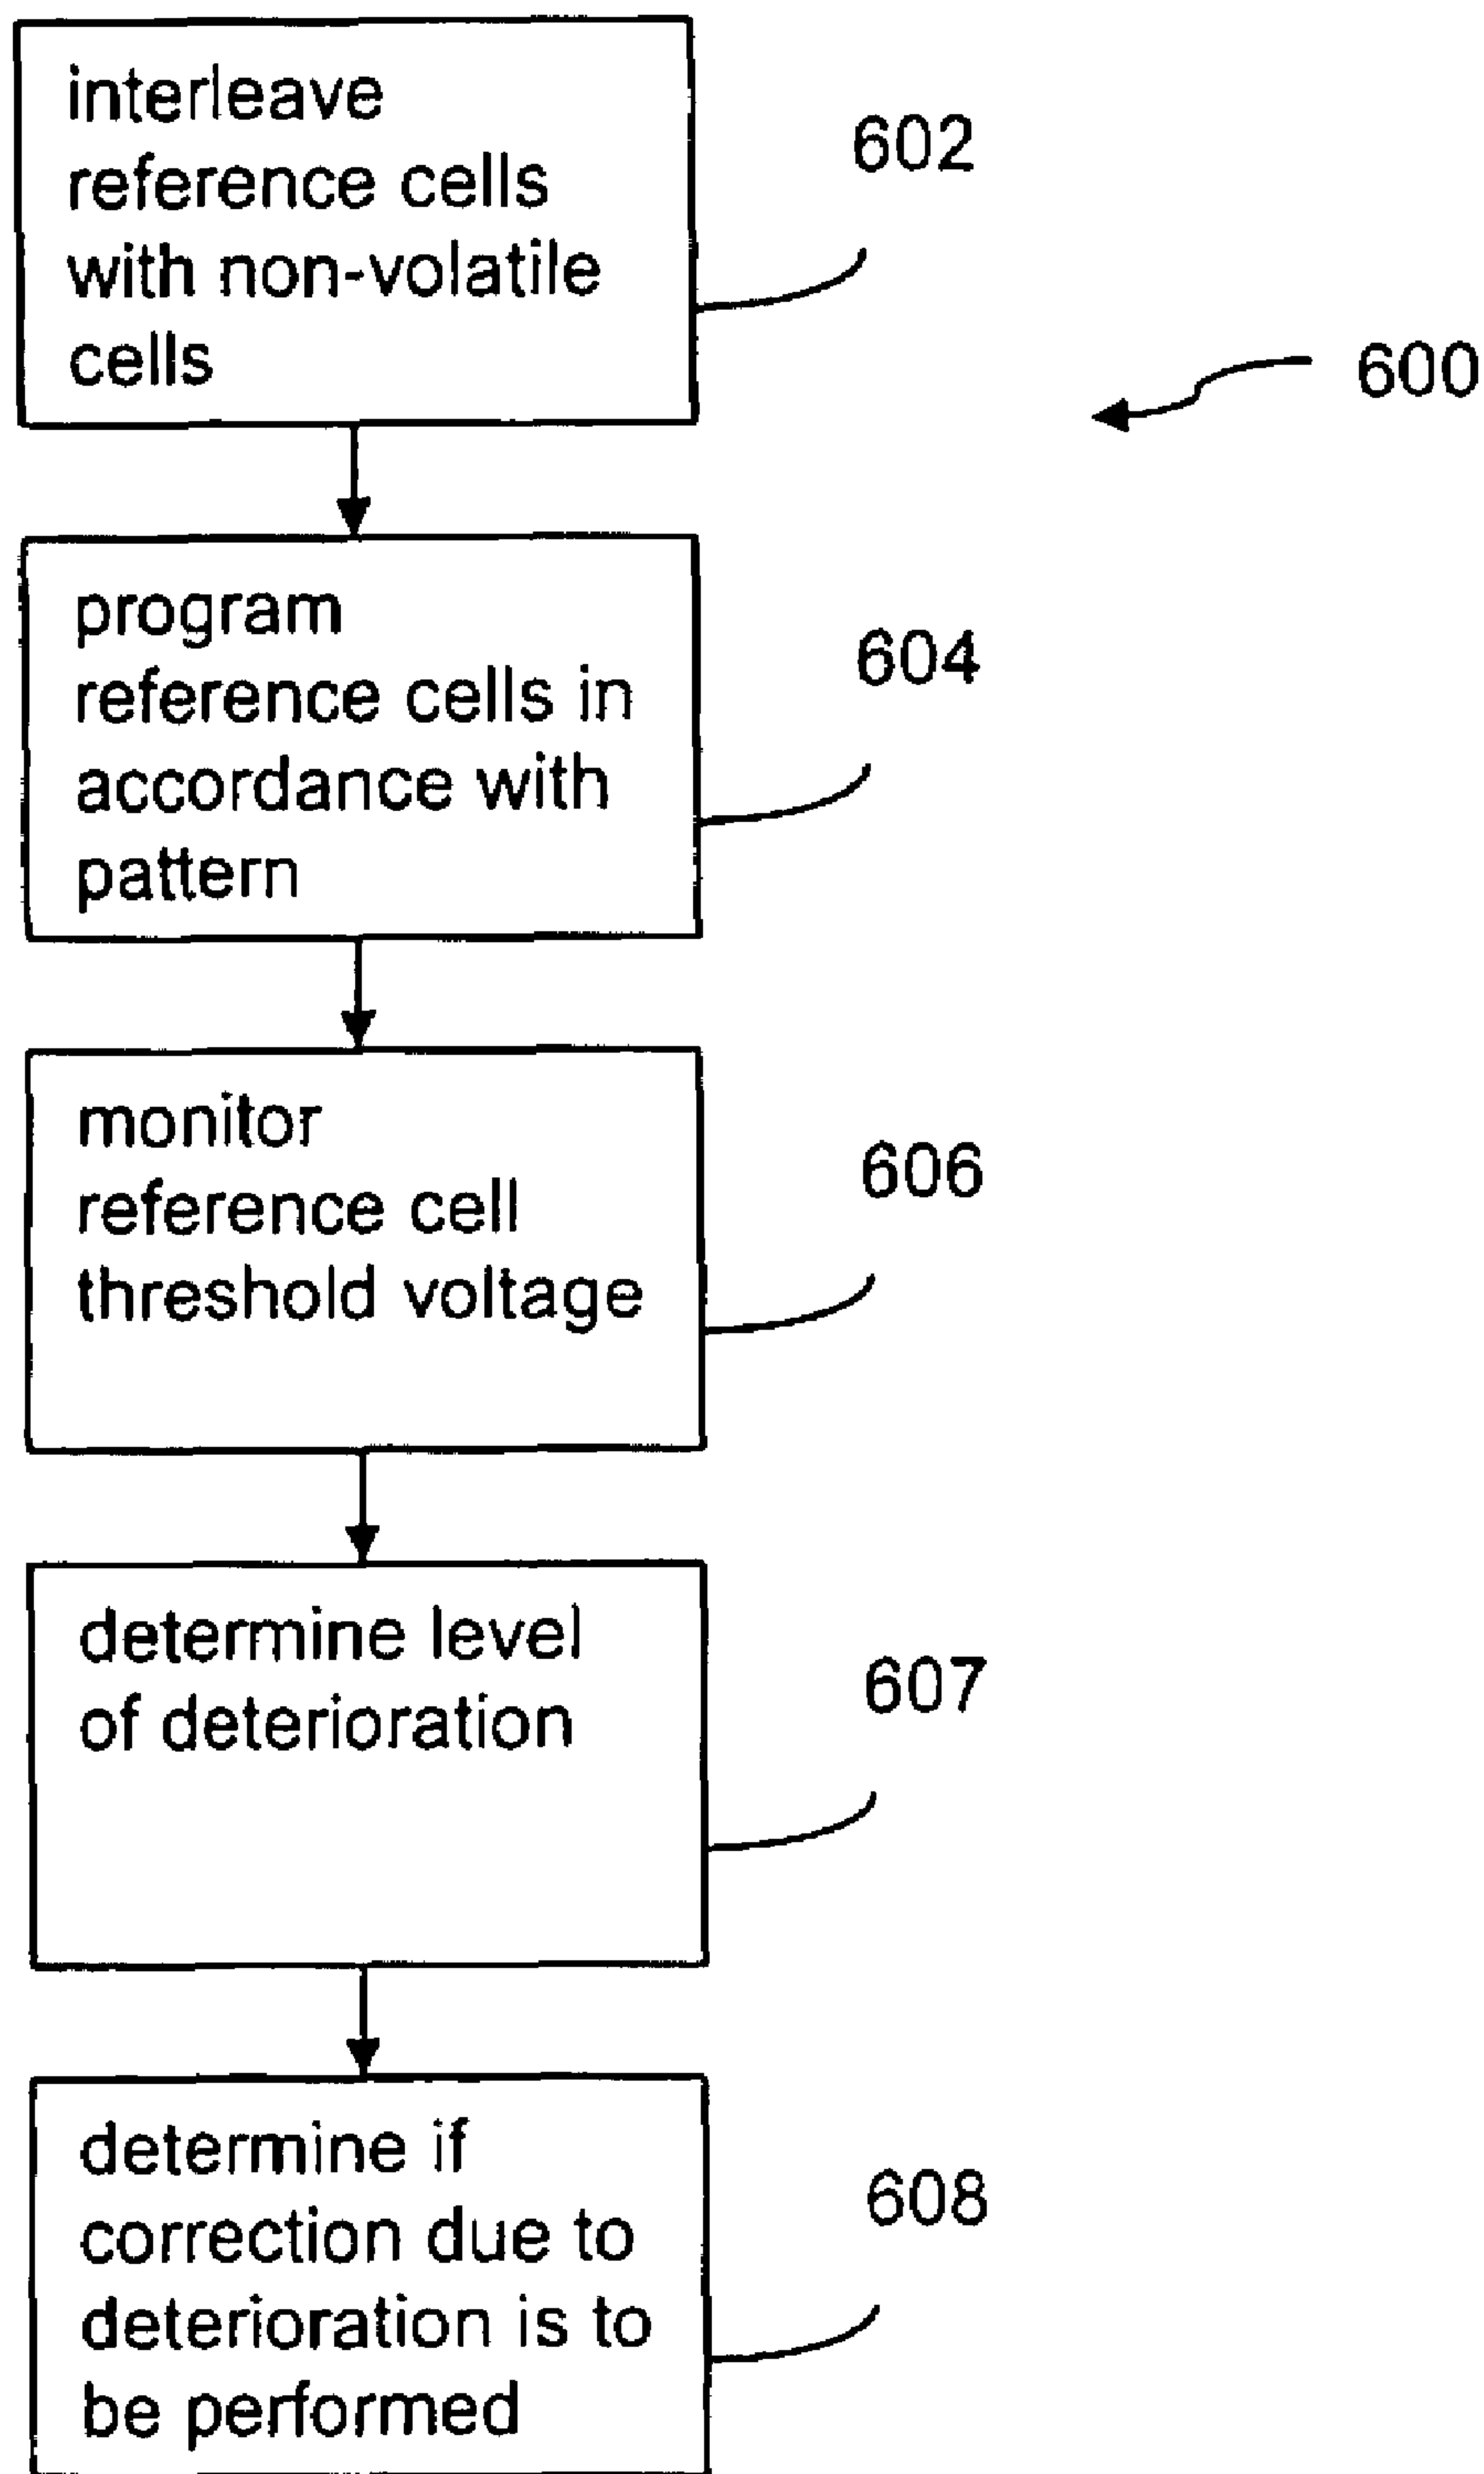 interleave
reference cells
with non-volatile
cells
602
600
program
reference cells in
accordance with
pattern
604
monitor
reference cell
threshold voltage
606
determine level
of deterioration
607
determine if
correction due to
deterioration is to
be performed
608